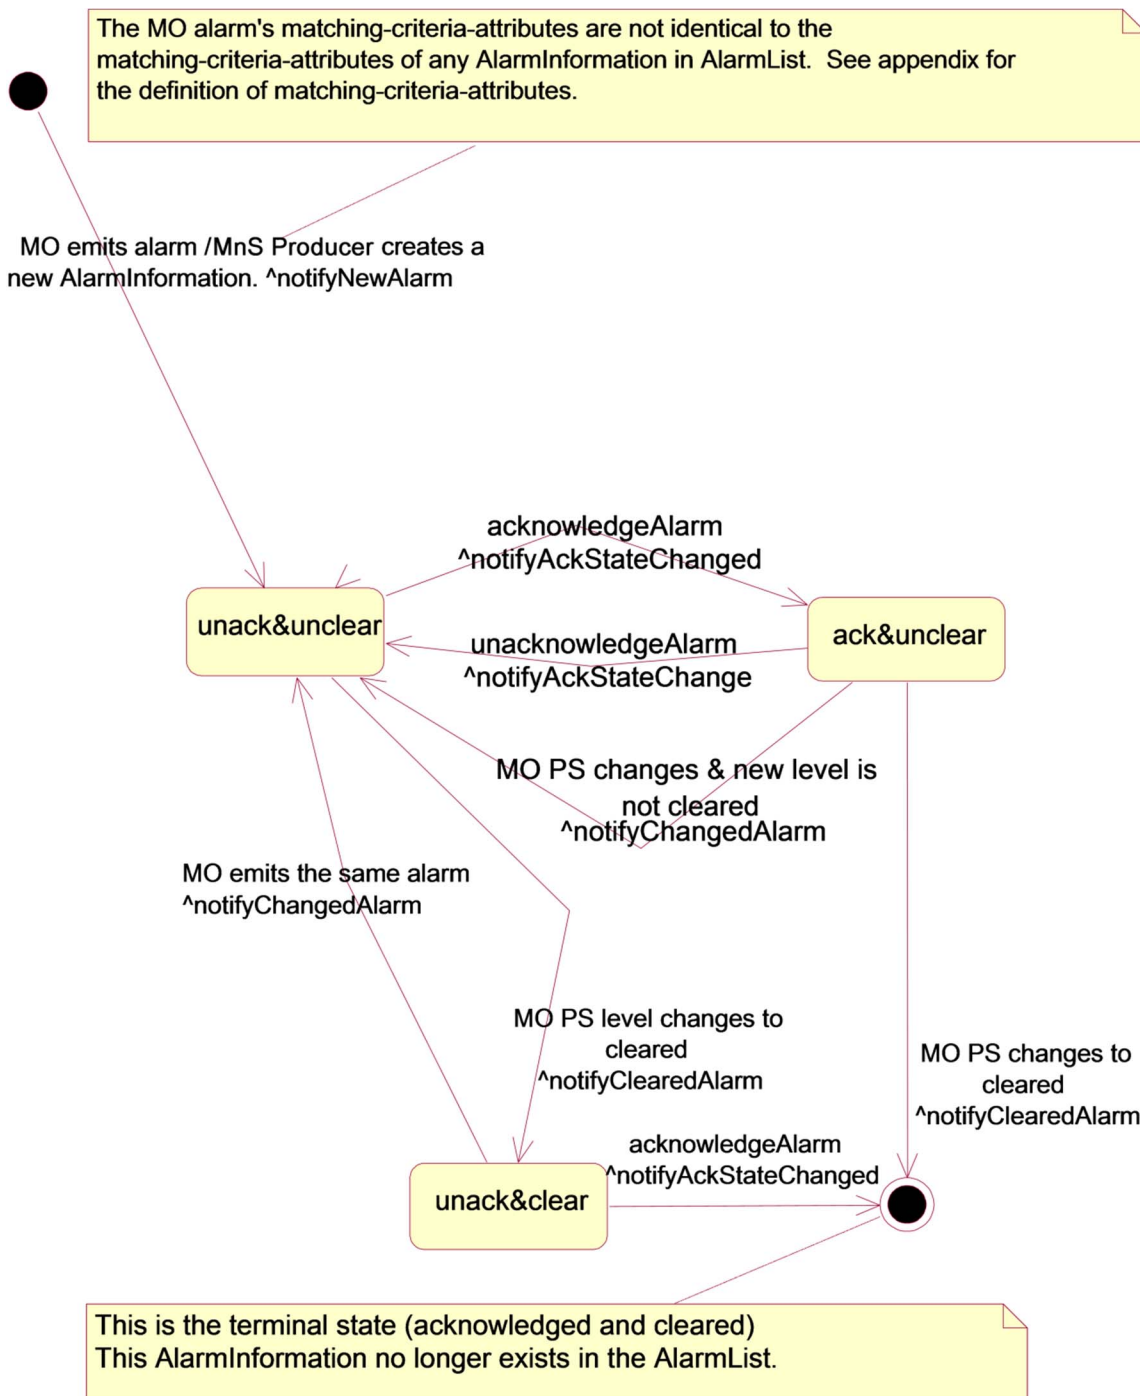 The MO alarm's matching-criteria-attributes are not identical to the
matching-criteria-attributes of any AlarmInformation in AlarmList.  See appendix for
the definition of matching-criteria-attributes.
MO emits alarm /MnS Producer creates a
new AlarmInformation. ^notifyNewAlarm
acknowledgeAlarm
^notifyAckStateChanged
unack&unclear
ack&unclear
unacknowledgeAlarm
^notifyAckStateChange
MO PS changes & new level is
not cleared
^notifyChangedAlarm
MO emits the same alarm
^notifyChangedAlarm
MO PS level changes to
cleared
^notifyClearedAlarm
MO PS changes to
cleared
^notifyClearedAlarm
acknowledgeAlarm
^notifyAckStateChanged
unack&clear
This is the terminal state (acknowledged and cleared)
This AlarmInformation no longer exists in the AlarmList.